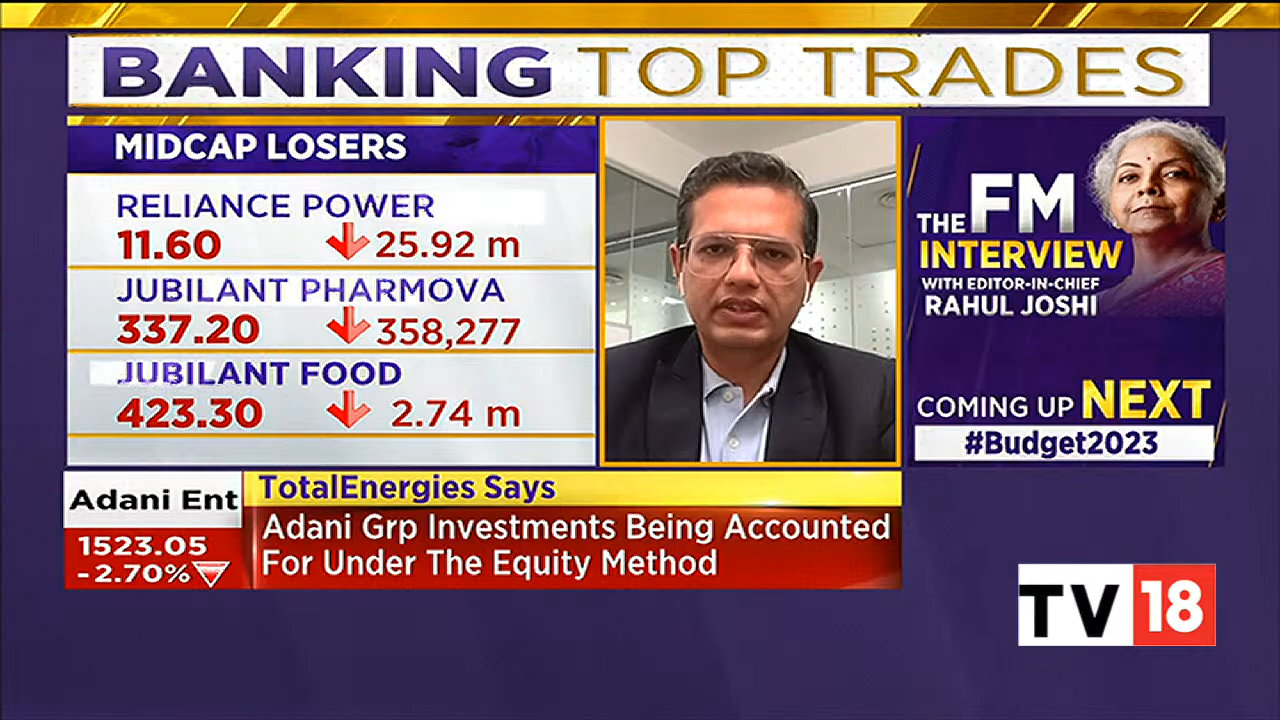 BANKING TOP TRADES
MIDCAP LOSERS
RELIANCE POWER
11.60 25.92 m
JUBILANT PHARMOVA
337.20 358,277
JUBILANT FOOD
423.30 2.74 m
THE FM
INTERVIEW
WITH EDITOR-IN-CHIEF
RAHUL JOSHI
COMING UP NEXT
#Budget2023
Adani Ent
1523.05
-2.70%
TotalEnergies Says
Adani Grp Investments Being Accounted
For Under The Equity Method
TV18